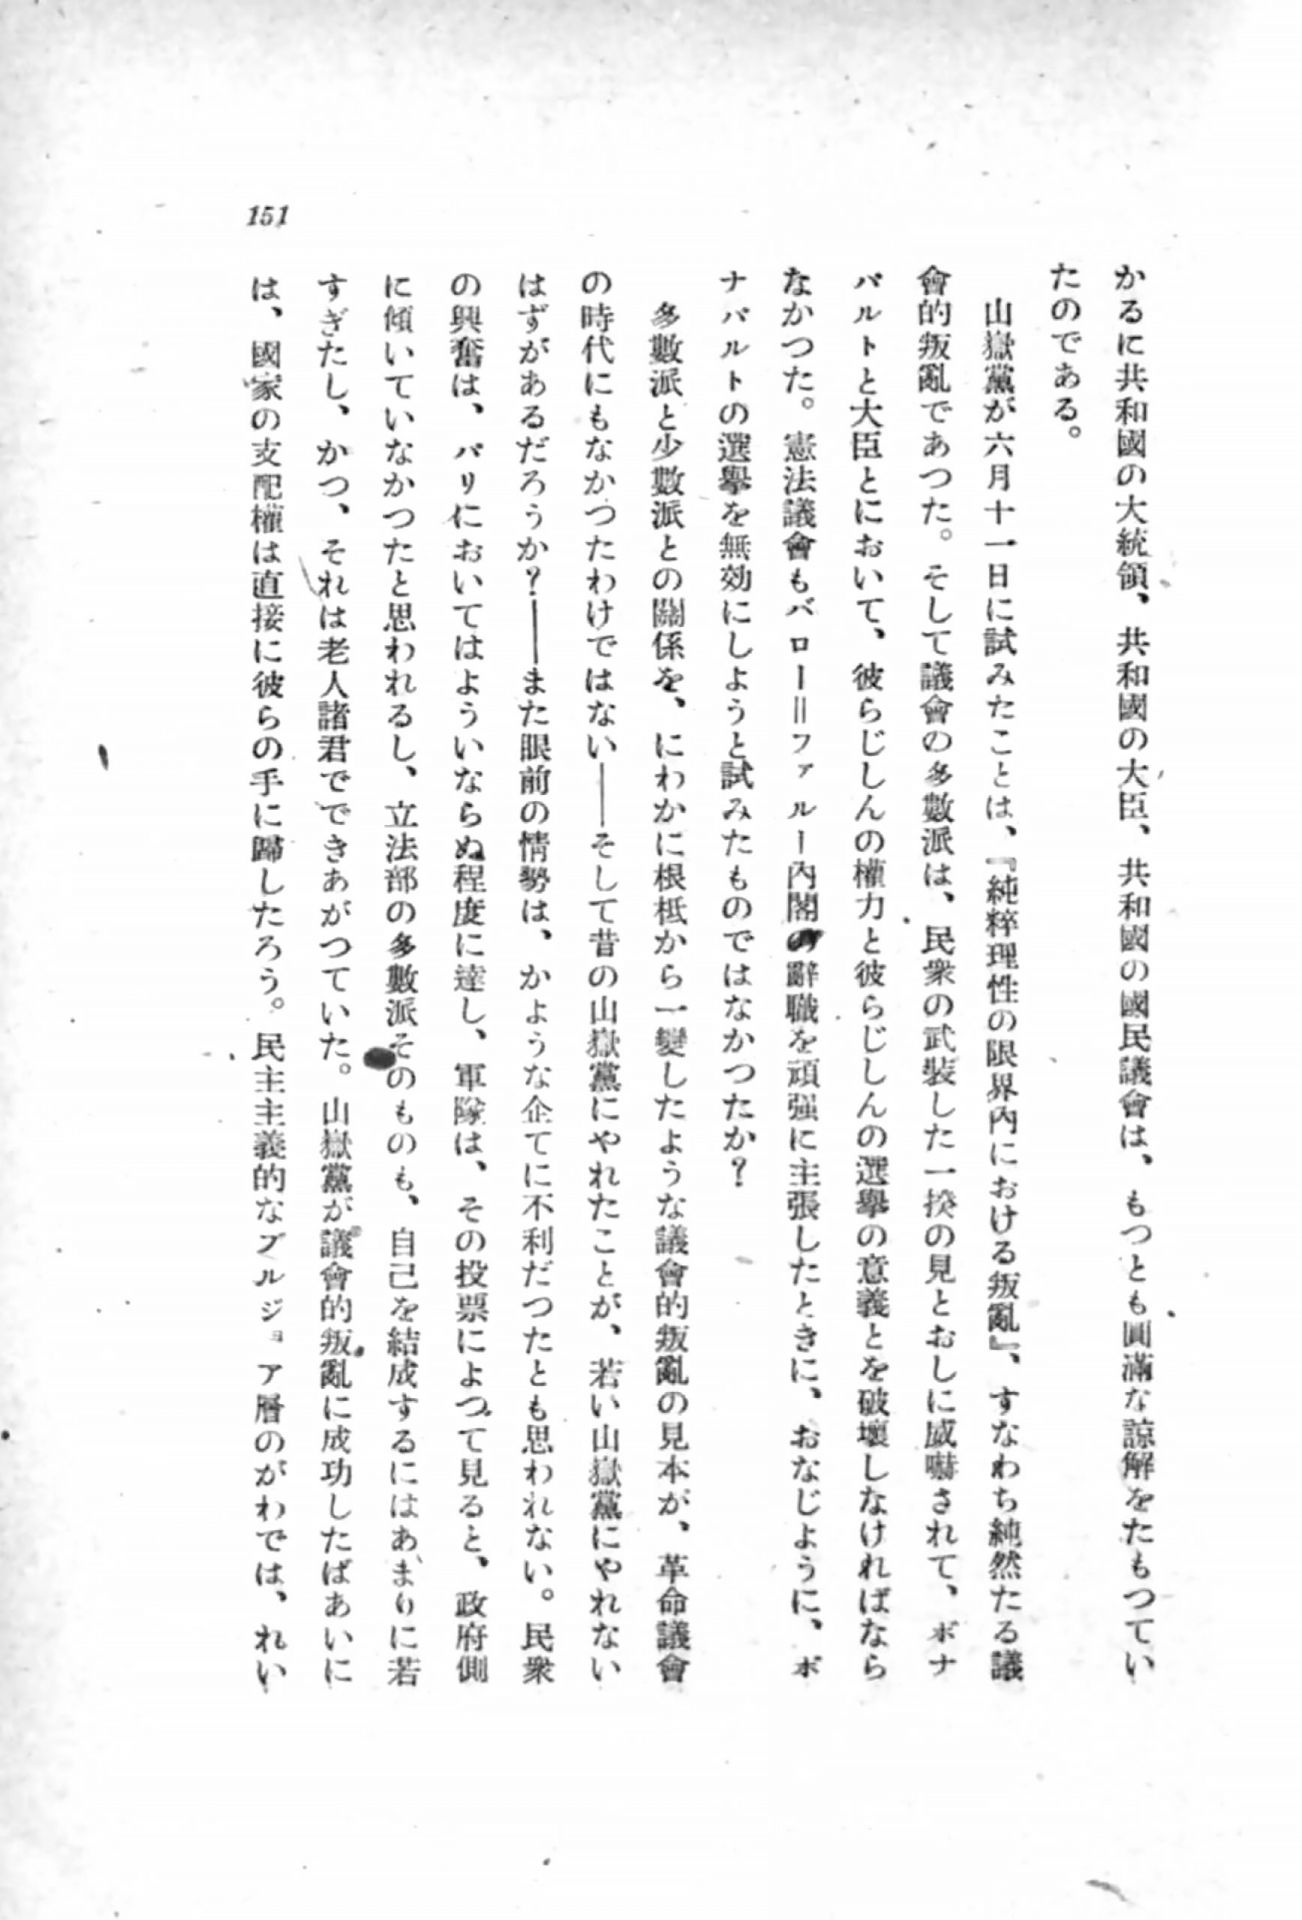 かるに共和國の大統領、共和國の大臣、共和國の國民議會は、もつとも圓滿な諒解をたもつてい
たのである。
山嶽黨が六月十一日に試みたことは、『純粹理性の限界內における叛亂』、すなわち純然たる議
會的叛亂であつた。そして議會の多數派は、民衆の武裝した一揆の見とおしに威嚇されて、ボナ
パルトと大臣とにおいて、彼らじしんの權力と彼らじしんの選擧の意義とを破壞しなければなら
なかつた。憲法議會もバロー＝ファルー內閣の辭職を頑强に主張したときに、おなじように、ボ
ナパルトの選擧を無効にしようと試みたものではなかつたか？
多數派と少數派との關係を、にわかに根柢から一變したような議會的叛亂の見本が、革命議會
の時代にもなかつたわけではない――そして昔の山嶽黨にやれたことが、若い山嶽黨にやれない
はずがあるだろうか？――また眼前の情勢は、かような企てに不利だつたとも思われない。民衆
の興奮は、パリにおいてはよういならぬ程度に達し、軍隊は、その投票によつて見ると、政府側
に傾いていなかつたと思われるし、立法部の多數派そのものも、自己を結成するにはあまりに若
すぎたし、かつ、それは老人諸君でできあがつていた。山嶽黨が議會的叛亂に成功したばあいに
は、國家の支配權は直接に彼らの手に歸したろう。民主主義的なブルジョア層のがわでは、れい
151